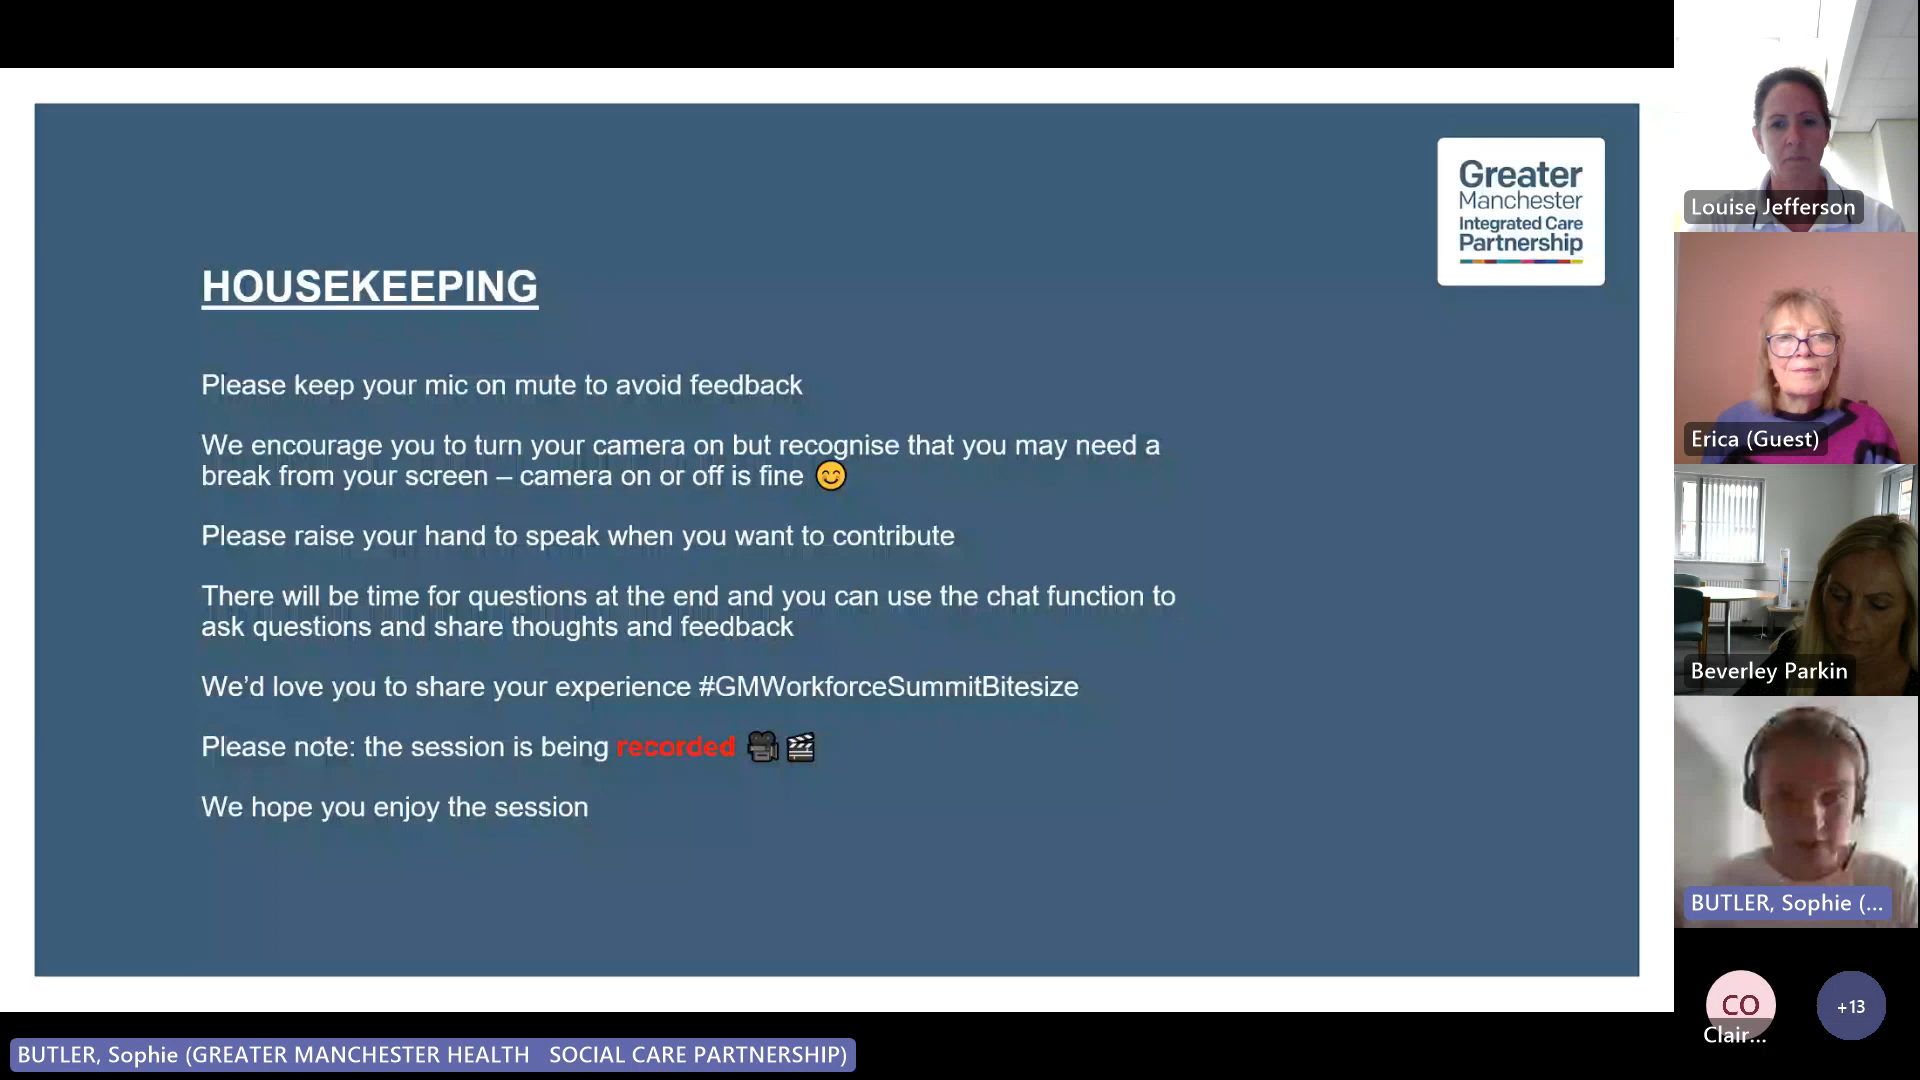 Greater
Manchester
Integrated Care
Partnership
HOUSEKEEPING
Please keep your mic on mute to avoid feedback
We encourage you to turn your camera on but recognise that you may need a
break from your screen – camera on or off is fine 😊
Please raise your hand to speak when you want to contribute
There will be time for questions at the end and you can use the chat function to
ask questions and share thoughts and feedback
We’d love you to share your experience #GMWorkforceSummitBitesize
Please note: the session is being recorded 🎥 🎬
We hope you enjoy the session
Louise Jefferson
Erica (Guest)
Beverley Parkin
BUTLER, Sophie (...
CO
Clair...
+13
BUTLER, Sophie (GREATER MANCHESTER HEALTH SOCIAL CARE PARTNERSHIP)